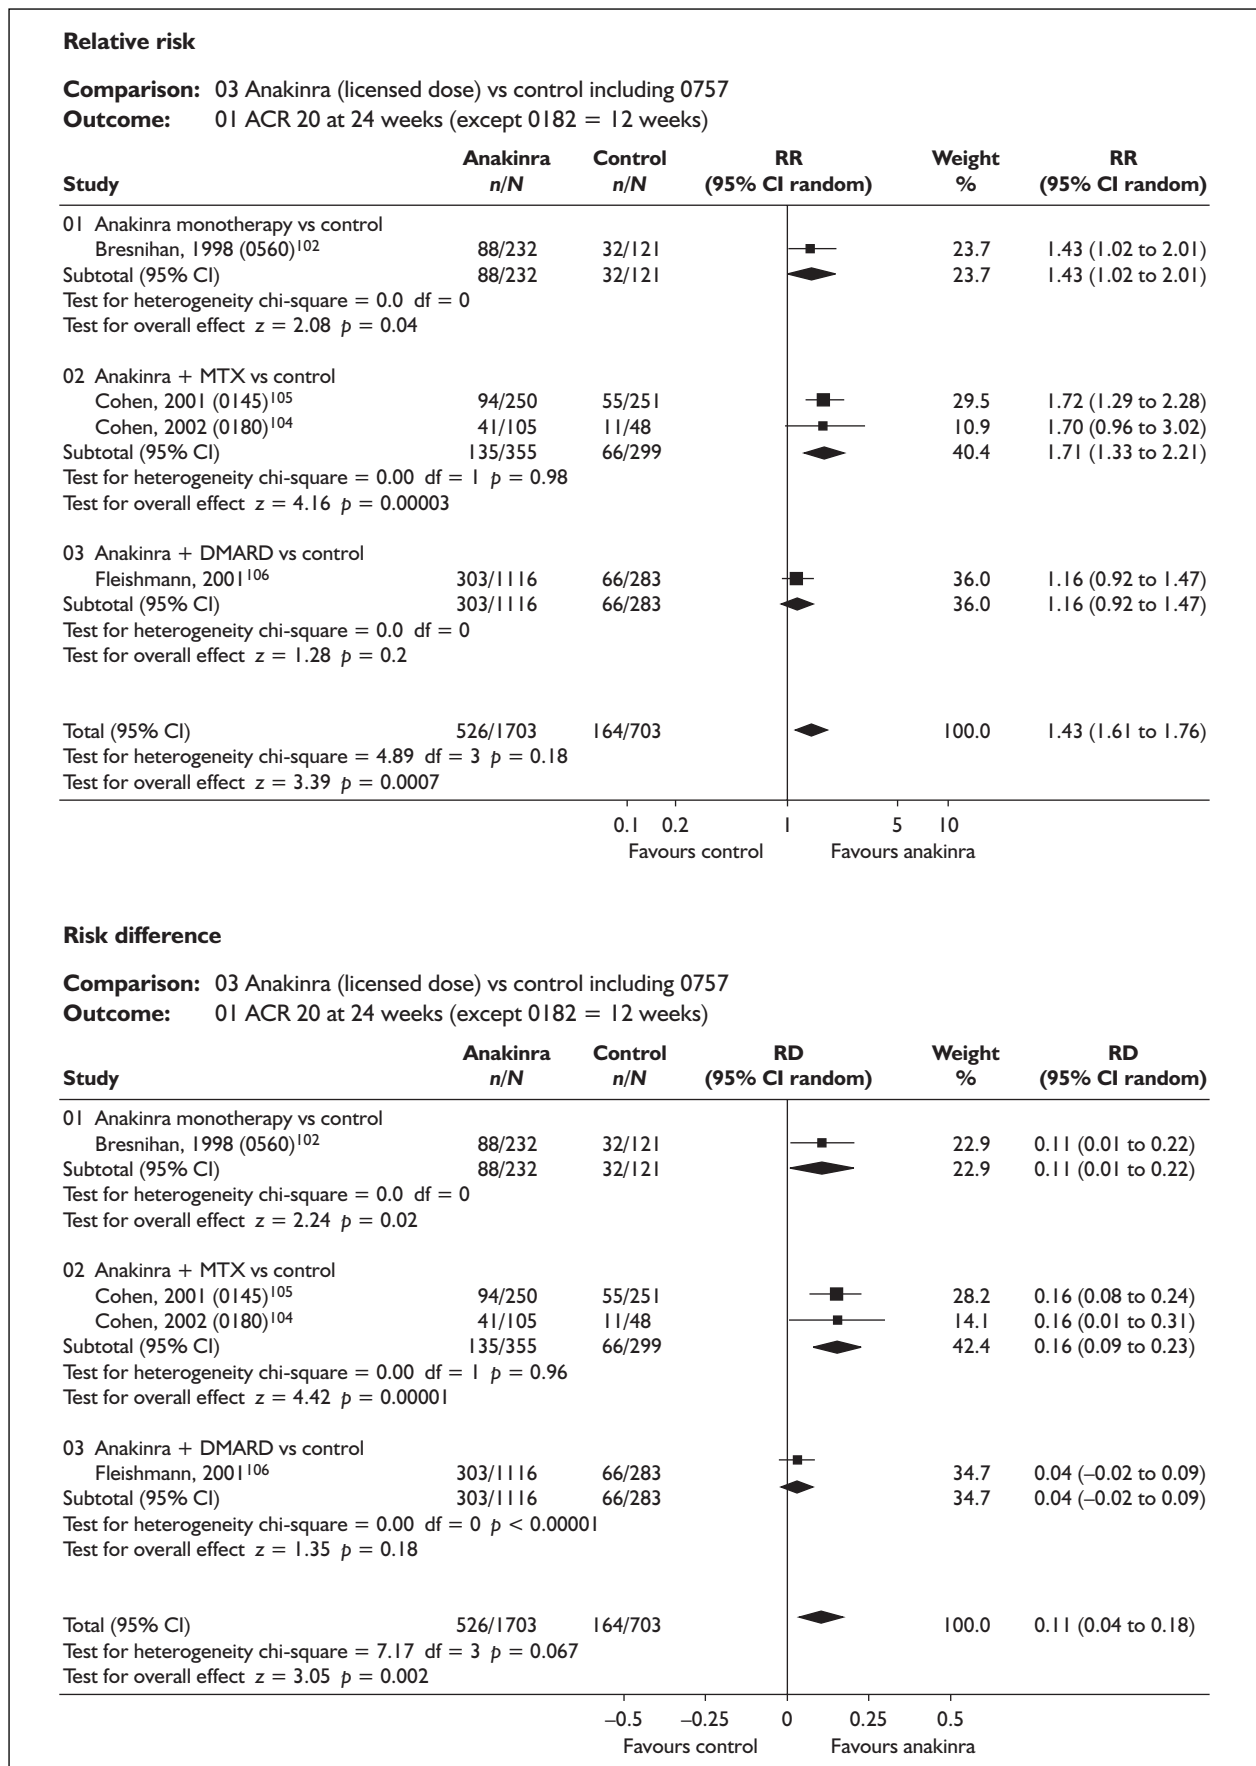 Relative risk
Comparison: 03 Anakinra (licensed dose) vs control including 0757
Outcome: 01 ACR 20 at 24 weeks (except 0182 = 12 weeks)
Anakinra Control RR Weight RR
Study n/N n/N (95% CI random) % (95% CI random)
01 Anakinra monotherapy vs control
Bresnihan, 1998 (0560)102 88/232 32/121 23.7 1.43 (1.02 to 2.01)
Subtotal (95% CI) 88/232 32/121 23.7 1.43 (1.02 to 2.01)
Test for heterogeneity chi-square = 0.0 df = 0
Test for overall effect z = 2.08 p = 0.04
02 Anakinra + MTX vs control
Cohen, 2001 (0145)105 94/250 55/251 29.5 1.72 (1.29 to 2.28)
Cohen, 2002 (0180)104 41/105 11/48 10.9 1.70 (0.96 to 3.02)
Subtotal (95% CI) 135/355 66/299 40.4 1.71 (1.33 to 2.21)
Test for heterogeneity chi-square = 0.00 df = 1 p = 0.98
Test for overall effect z = 4.16 p = 0.00003
03 Anakinra + DMARD vs control
Fleishmann, 2001106 303/1116 66/283 36.0 1.16 (0.92 to 1.47)
Subtotal (95% CI) 303/1116 66/283 36.0 1.16 (0.92 to 1.47)
Test for heterogeneity chi-square = 0.0 df = 0
Test for overall effect z = 1.28 p = 0.2
Total (95% CI) 526/1703 164/703 100.0 1.43 (1.61 to 1.76)
Test for heterogeneity chi-square = 4.89 df = 3 p = 0.18
Test for overall effect z = 3.39 p = 0.0007
0.1 0.2 1 5 10
Favours control Favours anakinra
Risk difference
Comparison: 03 Anakinra (licensed dose) vs control including 0757
Outcome: 01 ACR 20 at 24 weeks (except 0182 = 12 weeks)
Anakinra Control RD Weight RD
Study n/N n/N (95% CI random) % (95% CI random)
01 Anakinra monotherapy vs control
Bresnihan, 1998 (0560)102 88/232 32/121 22.9 0.11 (0.01 to 0.22)
Subtotal (95% CI) 88/232 32/121 22.9 0.11 (0.01 to 0.22)
Test for heterogeneity chi-square = 0.0 df = 0
Test for overall effect z = 2.24 p = 0.02
02 Anakinra + MTX vs control
Cohen, 2001 (0145)105 94/250 55/251 28.2 0.16 (0.08 to 0.24)
Cohen, 2002 (0180)104 41/105 11/48 14.1 0.16 (0.01 to 0.31)
Subtotal (95% CI) 135/355 66/299 42.4 0.16 (0.09 to 0.23)
Test for heterogeneity chi-square = 0.00 df = 1 p = 0.96
Test for overall effect z = 4.42 p = 0.00001
03 Anakinra + DMARD vs control
Fleishmann, 2001106 303/1116 66/283 34.7 0.04 (–0.02 to 0.09)
Subtotal (95% CI) 303/1116 66/283 34.7 0.04 (–0.02 to 0.09)
Test for heterogeneity chi-square = 0.00 df = 0 p < 0.00001
Test for overall effect z = 1.35 p = 0.18
Total (95% CI) 526/1703 164/703 100.0 0.11 (0.04 to 0.18)
Test for heterogeneity chi-square = 7.17 df = 3 p = 0.067
Test for overall effect z = 3.05 p = 0.002
–0.5 –0.25 0 0.25 0.5
Favours control Favours anakinra